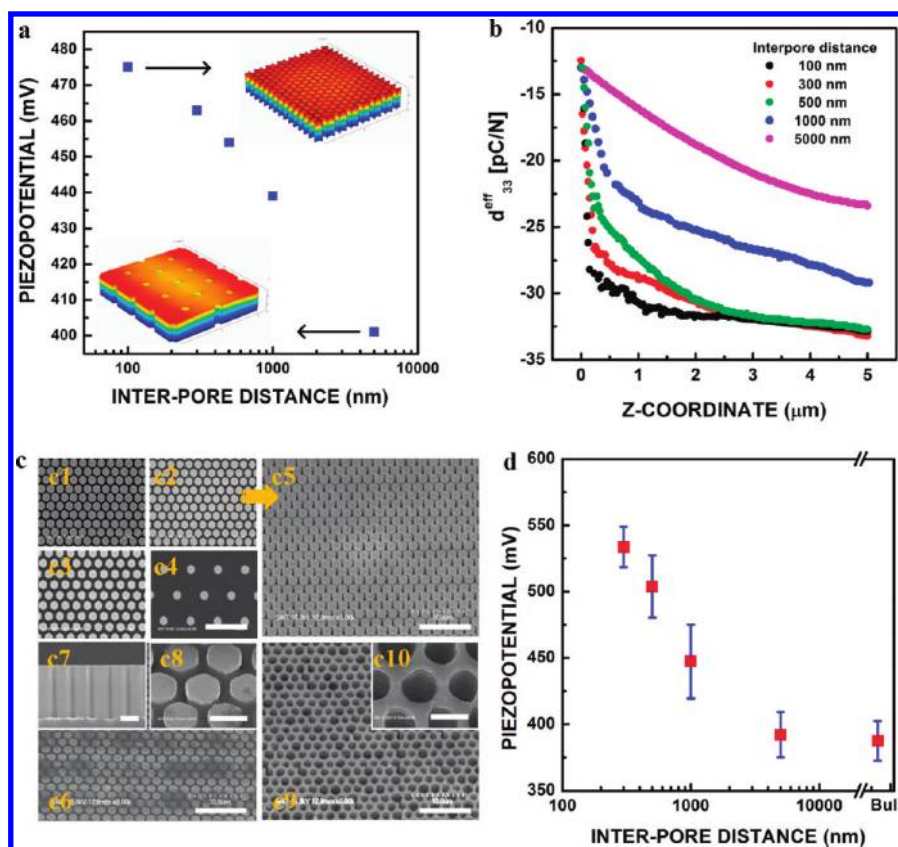 a
480
470
460
450
440
430
420
410
400
PIEZOPOTENTIAL (mV)
100
1000
10000
INTER-PORE DISTANCE (nm)
b
-10
-15
-20
-25
-30
-35
d^eff_33 [pC/N]
Interpore distance
100 nm
300 nm
500 nm
1000 nm
5000 nm
0
1
2
3
4
5
Z-COORDINATE (μm)
c
c1
c2
c5
c3
c4
c7
c8
c10
c6
c9
d
600
550
500
450
400
350
PIEZOPOTENTIAL (mV)
100
1000
10000
Bul
INTER-PORE DISTANCE (nm)